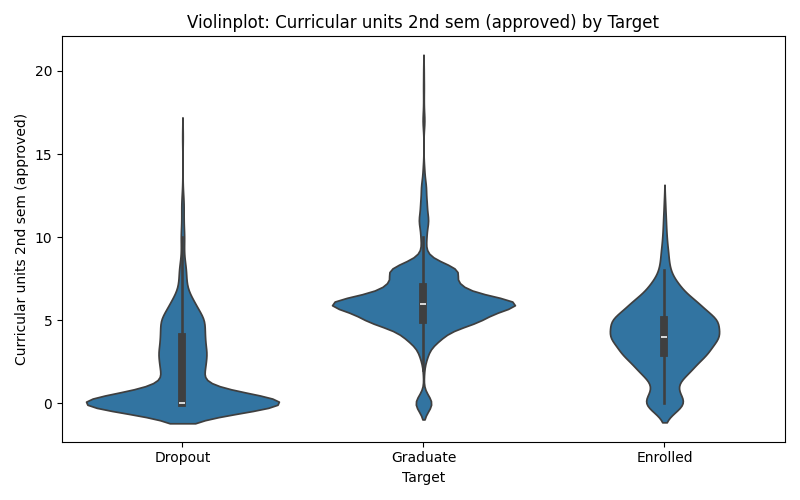 Violinplot: Curricular units 2nd sem (approved) by Target
Curricular units 2nd sem (approved)
20
15
10
5
0
Dropout Graduate Enrolled
Target